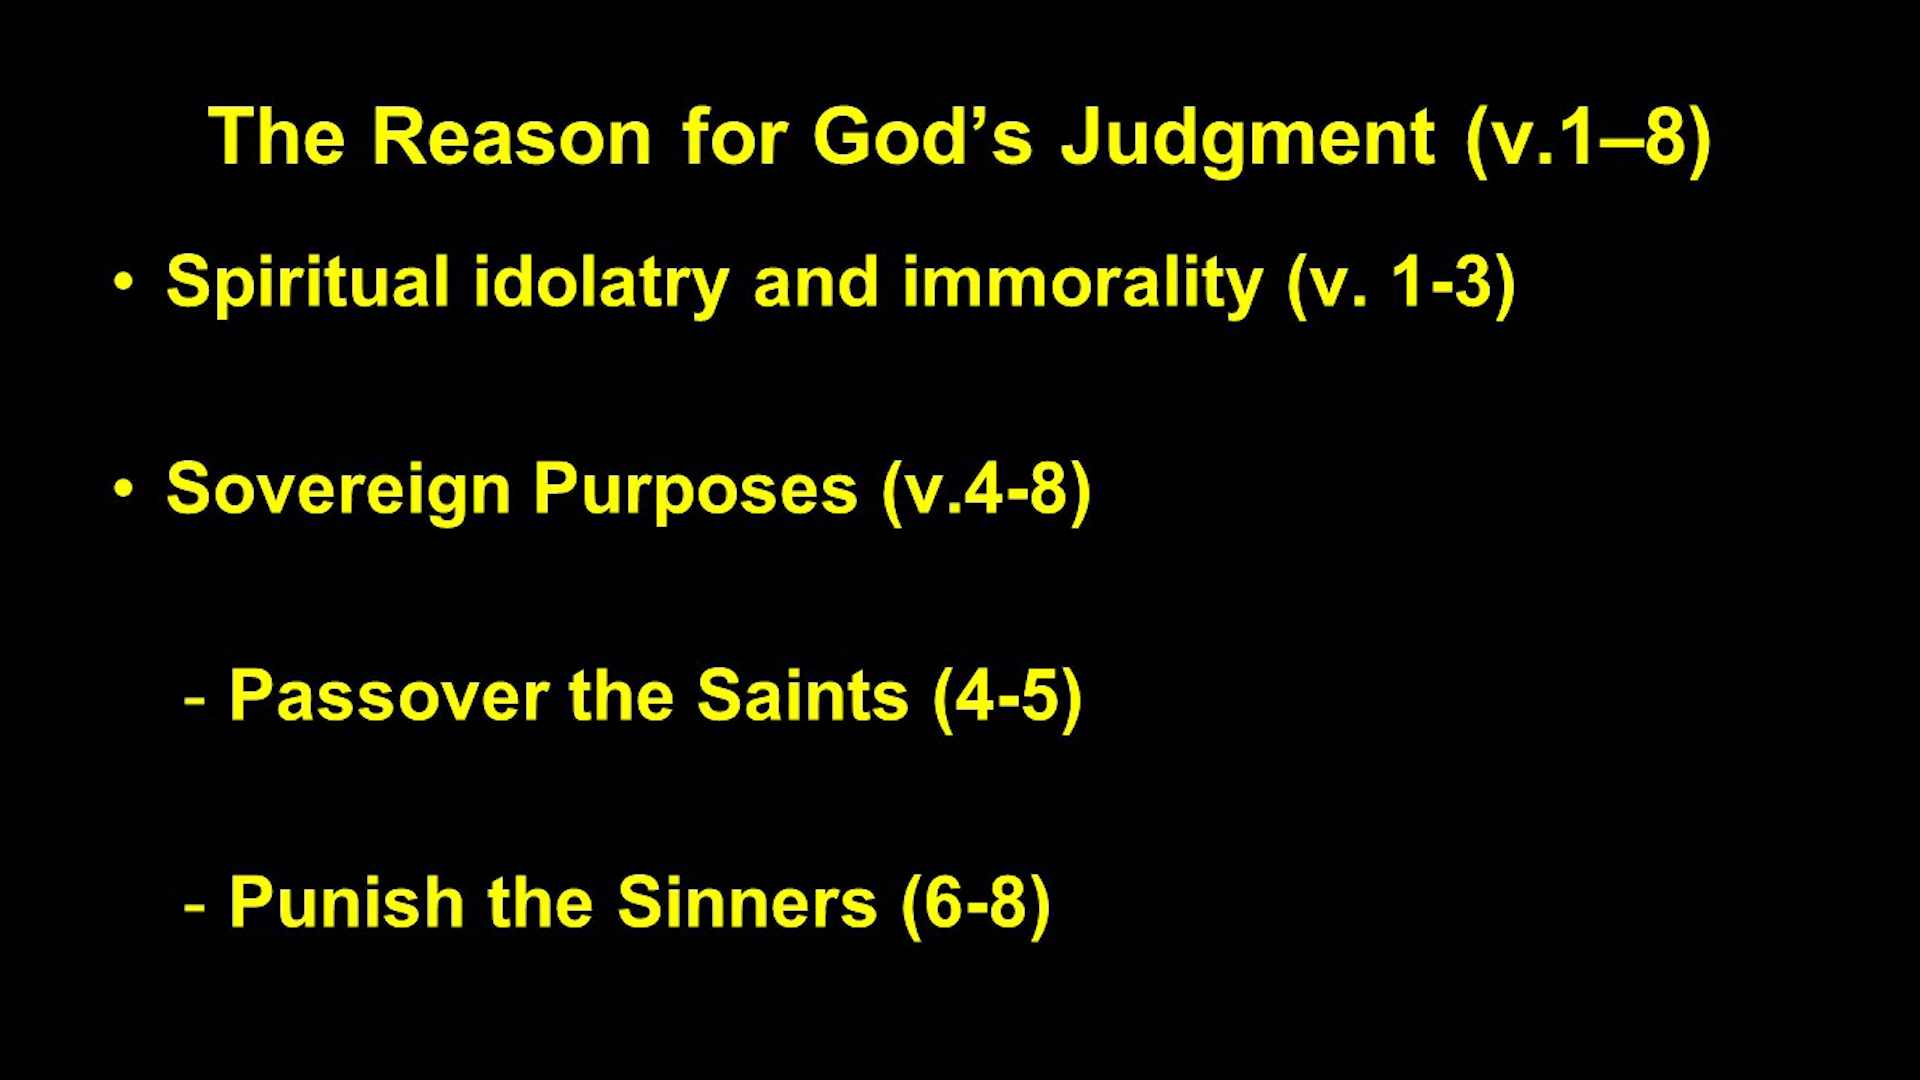 The Reason for God’s Judgment (v.1–8)
• Spiritual idolatry and immorality (v. 1-3)
• Sovereign Purposes (v.4-8)
- Passover the Saints (4-5)
- Punish the Sinners (6-8)